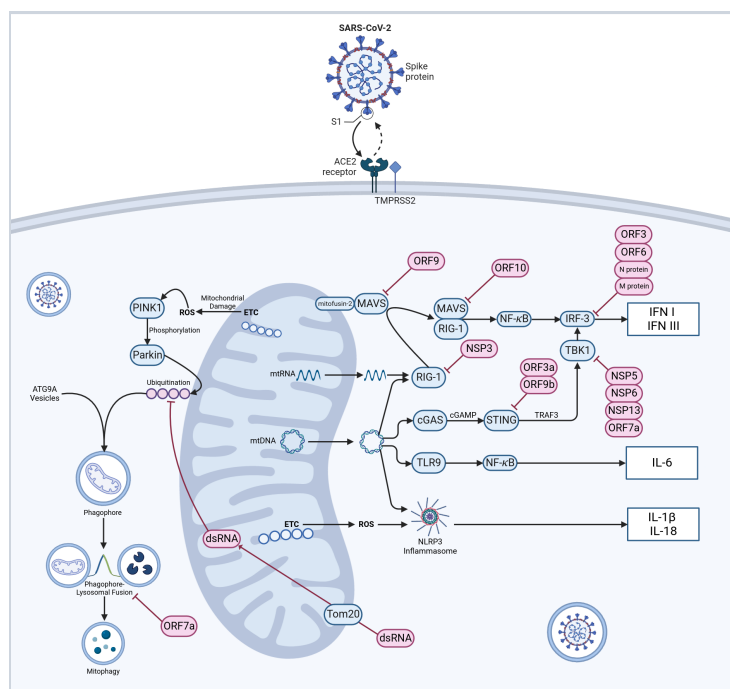 SARS-CoV-2
Spike
protein
S1
ACE2
receptor
TMPRSS2
ORF3
ORF6
N protein
M protein
ORF9
ORF10
mitofusin-2
MAVS
MAVS
RIG-1
NF-κB
IRF-3
IFN I
IFN III
Mitochondrial
Damage
PINK1
ROS
ETC
Phosphorylation
Parkin
TBK1
NSP3
ORF3a
ORF9b
NSP5
NSP6
NSP13
ORF7a
mtRNA
RIG-1
Ubiquitination
ATG9A
Vesicles
cGAS
cGAMP
STING
TRAF3
mtDNA
TLR9
NF-κB
IL-6
Phagophore
ETC
ROS
NLRP3
Inflammasome
IL-1β
IL-18
dsRNA
Phagophore-
Lysosomal Fusion
ORF7a
Tom20
dsRNA
Mitophagy